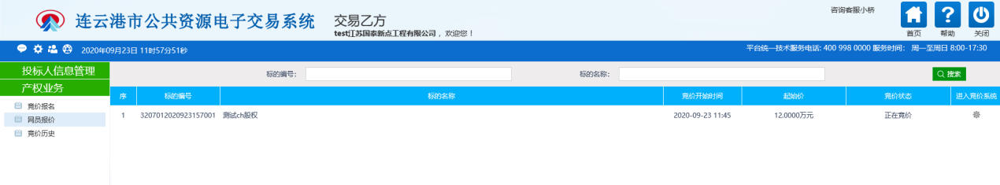 连云港市公共资源电子交易系统
交易乙方
test江苏国泰新点工程有限公司，欢迎您！
咨询客服小桥
首页 帮助 关闭
2020年09月23日 11时57分51秒
平台统一技术服务电话: 400 998 0000 服务时间： 周一至周日 8:00-17:30
投标人信息管理
产权业务
竞价报名
网员报价
竞价历史
标的编号： 标的名称： 搜索
序 标的编号 标的名称 竞价开始时间 起始价 竞价状态 进入竞价系统
1 3207012020923157001 测试ch股权 2020-09-23 11:45 12.0000万元 正在竞价